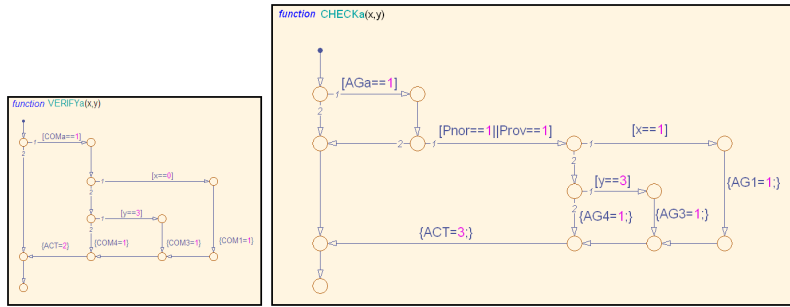 function VERIFYa(x,y)
[COMa==1]
1
2
[x==0]
1
2
[y==3]
1
2
{ACT=2}
{COM4=1}
{COM3=1}
{COM1=1}
function CHECKa(x,y)
[AGa==1]
1
2
[Pnor==1||Prov==1]
1
2
[x==1]
1
2
[y==3]
1
2
{AG1=1;}
{AG4=1;}
{AG3=1;}
{ACT=3;}